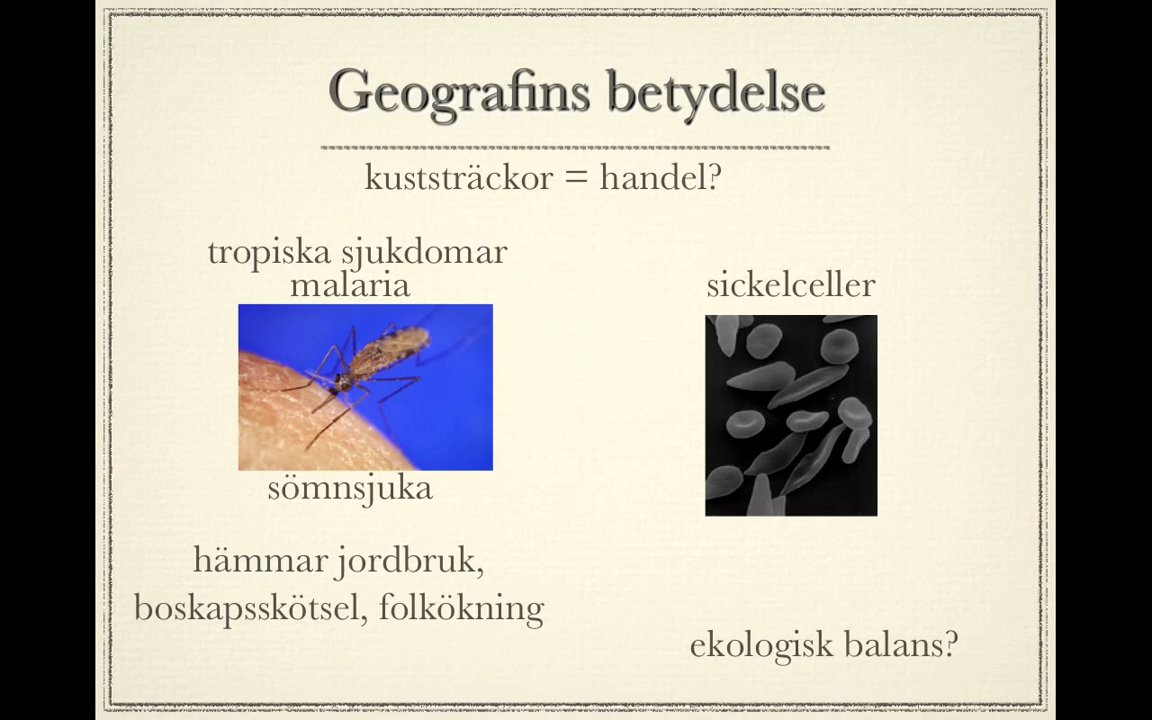 Geografins betydelse
kuststräckor = handel?
tropiska sjukdomar
malaria
sömnsjuka
hämmar jordbruk,
boskapsskötsel, folkökning
sickelceller
ekologisk balans?